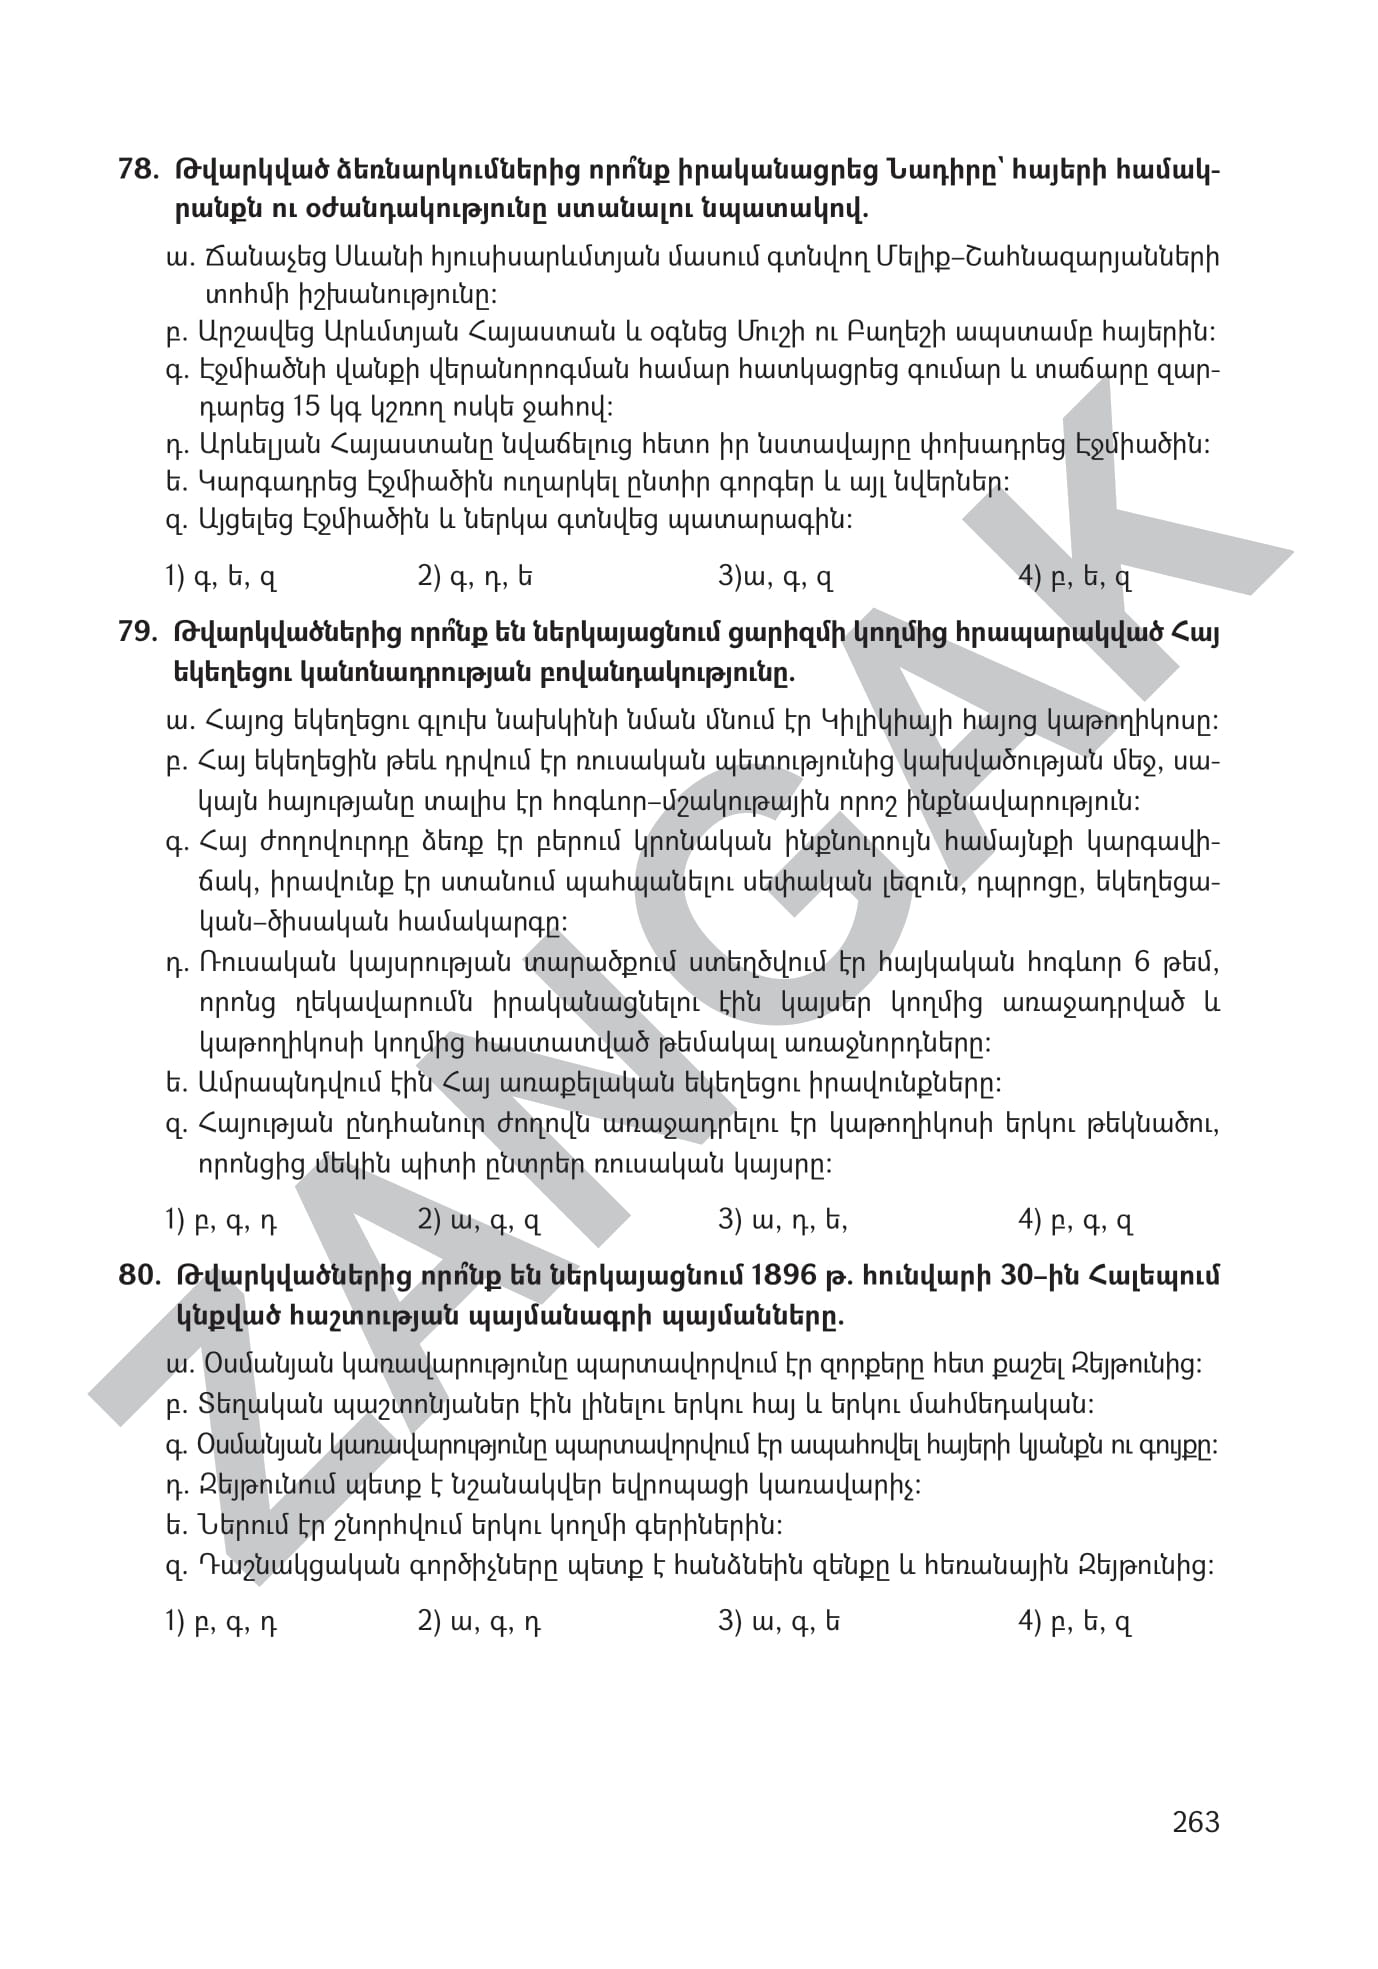 78. Թվարկված ձեռնարկումներից որո՞նք իրականացրեց Նադիրը՝ հայերի համակ-
րանքն ու օժանդակությունը ստանալու նպատակով.
ա. Ճանաչեց Սևանի հյուսիսարևմտյան մասում գտնվող Մելիք–Շահնազարյանների
տոհմի իշխանությունը:
բ. Արշավեց Արևմտյան Հայաստան և օգնեց Մուշի ու Բաղեշի ապստամբ հայերին:
գ. Էջմիածնի վանքի վերանորոգման համար հատկացրեց գումար և տաճարը զար-
դարեց 15 կգ կշռող ոսկե ջահով:
դ. Արևելյան Հայաստանը նվաճելուց հետո իր նստավայրը փոխադրեց Էջմիածին:
ե. Կարգադրեց Էջմիածին ուղարկել ընտիր գորգեր և այլ նվերներ:
զ. Այցելեց Էջմիածին և ներկա գտնվեց պատարագին:
1) գ, ե, զ 2) գ, դ, ե 3)ա, գ, զ 4) բ, ե, զ
79. Թվարկվածներից որո՞նք են ներկայացնում ցարիզմի կողմից հրապարակված Հայ
եկեղեցու կանոնադրության բովանդակությունը.
ա. Հայոց եկեղեցու գլուխ նախկինի նման մնում էր Կիլիկիայի հայոց կաթողիկոսը:
բ. Հայ եկեղեցին թեև դրվում էր ռուսական պետությունից կախվածության մեջ, սա-
կայն հայությանը տալիս էր հոգևոր–մշակութային որոշ ինքնավարություն:
գ. Հայ ժողովուրդը ձեռք էր բերում կրոնական ինքնուրույն համայնքի կարգավի-
ճակ, իրավունք էր ստանում պահպանելու սեփական լեզուն, դպրոցը, եկեղեցա-
կան–ծիսական համակարգը:
դ. Ռուսական կայսրության տարածքում ստեղծվում էր հայկական հոգևոր 6 թեմ,
որոնց ղեկավարումն իրականացնելու էին կայսեր կողմից առաջադրված և
կաթողիկոսի կողմից հաստատված թեմակալ առաջնորդները:
ե. Ամրապնդվում էին Հայ առաքելական եկեղեցու իրավունքները:
զ. Հայության ընդհանուր ժողովն առաջադրելու էր կաթողիկոսի երկու թեկնածու,
որոնցից մեկին պիտի ընտրեր ռուսական կայսրը:
1) բ, գ, դ 2) ա, գ, զ 3) ա, դ, ե, 4) բ, գ, զ
80. Թվարկվածներից որո՞նք են ներկայացնում 1896 թ. հունվարի 30–ին Հալեպում
կնքված հաշտության պայմանագրի պայմանները.
ա. Օսմանյան կառավարությունը պարտավորվում էր զորքերը հետ քաշել Զեյթունից:
բ. Տեղական պաշտոնյաներ էին լինելու երկու հայ և երկու մահմեդական:
գ. Օսմանյան կառավարությունը պարտավորվում էր ապահովել հայերի կյանքն ու գույքը:
դ. Զեյթունում պետք է նշանակվեր եվրոպացի կառավարիչ:
ե. Ներում էր շնորհվում երկու կողմի գերիներին:
զ. Դաշնակցական գործիչները պետք է հանձնեին զենքը և հեռանային Զեյթունից:
1) բ, գ, դ 2) ա, գ, դ 3) ա, գ, ե 4) բ, ե, զ
263
ZANGAK